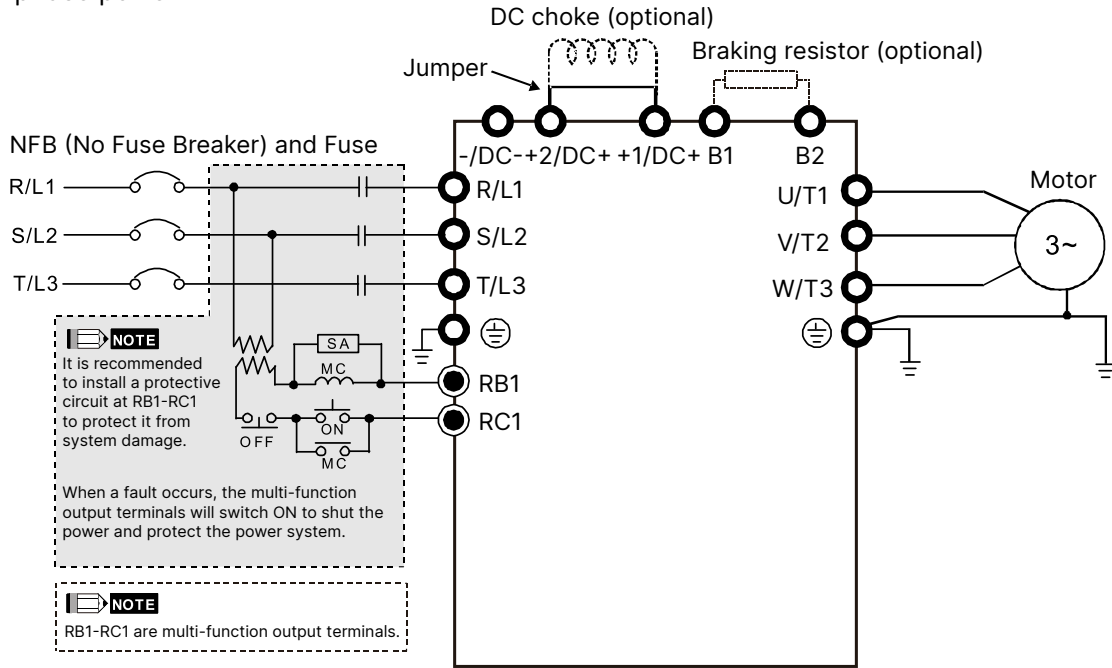 DC choke (optional)
Braking resistor (optional)
Jumper
NFB (No Fuse Breaker) and Fuse
-/DC- +2/DC+ +1/DC+ B1 B2
R/L1
R/L1
U/T1
Motor
S/L2
S/L2
V/T2
3~
T/L3
T/L3
W/T3
NOTE
It is recommended
to install a protective
circuit at RB1-RC1
to protect it from
system damage.
SA
MC
RB1
OFF
ON
RC1
MC
When a fault occurs, the multi-function
output terminals will switch ON to shut the
power and protect the power system.
NOTE
RB1-RC1 are multi-function output terminals.